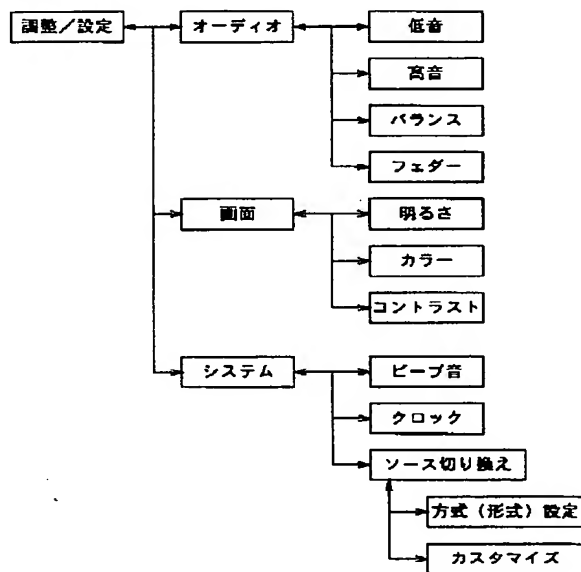 調整／設定
オーディオ
低音
高音
バランス
フェダー
画面
明るさ
カラー
コントラスト
システム
ビープ音
クロック
ソース切り換え
方式（形式）設定
カスタマイズ